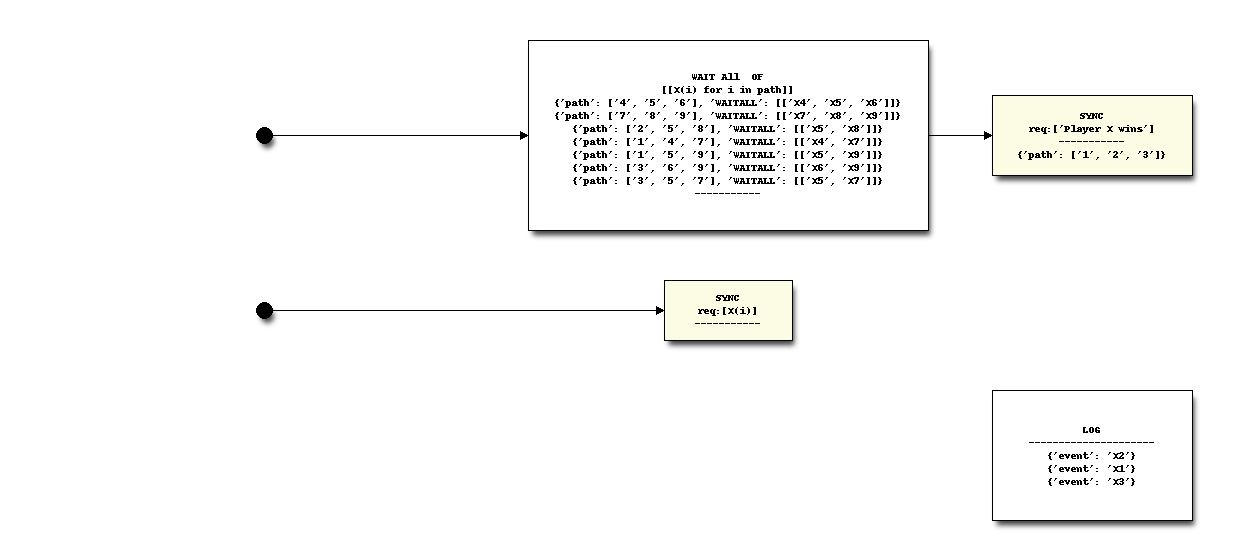 WAIT All OF
[[X(i) for i in path]]
{'path': ['4', '5', '6'], 'WAITALL': [['X4', 'X5', 'X6']]}
{'path': ['7', '8', '9'], 'WAITALL': [['X7', 'X8', 'X9']]}
{'path': ['2', '5', '8'], 'WAITALL': [['X5', 'X8']]}
{'path': ['1', '4', '7'], 'WAITALL': [['X4', 'X7']]}
{'path': ['1', '5', '9'], 'WAITALL': [['X5', 'X9']]}
{'path': ['3', '6', '9'], 'WAITALL': [['X6', 'X9']]}
{'path': ['3', '5', '7'], 'WAITALL': [['X5', 'X7']]}
-----------
SYNC
req:['Player X wins']
-----------
{'path': ['1', '2', '3']}
SYNC
req:[X(i)]
-----------
LOG
---------------------
{'event': 'X2'}
{'event': 'X1'}
{'event': 'X3'}